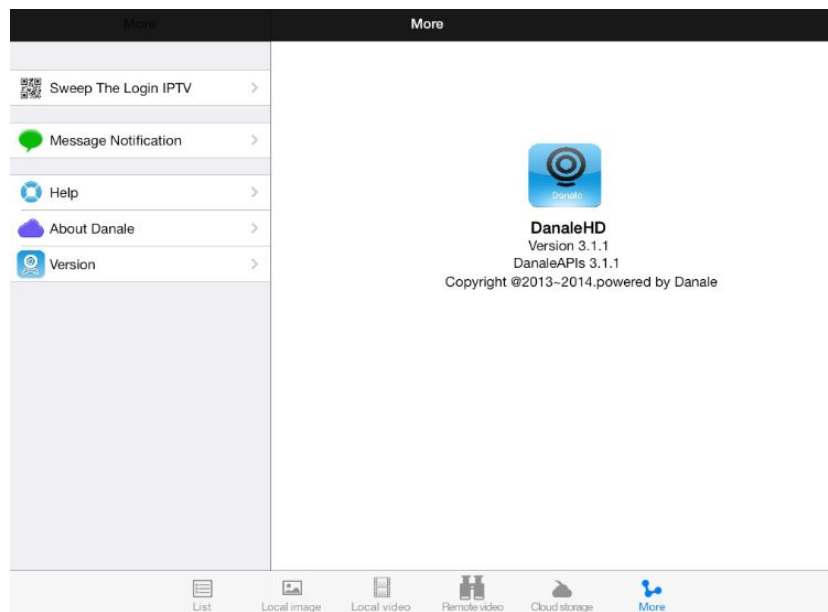 More
More
Sweep The Login IPTV
Message Notification
Help
About Danale
Version
Danale
DanaleHD
Version 3.1.1
DanaleAPIs 3.1.1
Copyright @2013~2014.powered by Danale
List
Local image
Local video
Remote video
Cloud storage
More